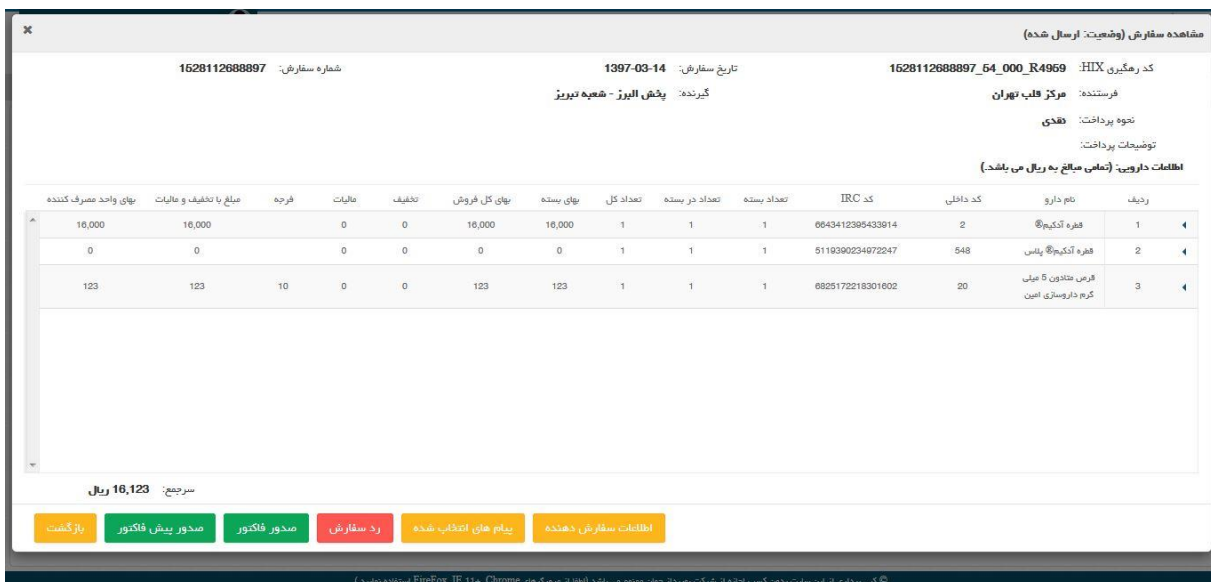 مشاهده سفارش (وضعیت: ارسال شده)
کد رهگیری HIX: 1528112688897_54_000_R4959 تاریخ سفارش: 1397-03-14 شماره سفارش: 1528112688897
فرستنده: مرکز قلب تهران گیرنده: پخش البرز - شعبه تبریز
نحوه پرداخت: نقدی
توضیحات پرداخت:
اطلاعات دارویی: (تمامی مبالغ به ریال می باشد.)
ردیف نام دارو کد داخلی کد IRC تعداد بسته تعداد در بسته تعداد کل بهای بسته بهای کل فروش تخفیف مالیات فرجه مبلغ با تخفیف و مالیات بهای واحد مصرف کننده
1 قطره آدکیم® 2 6643412395433914 1 1 1 16,000 16,000 0 0 16,000 16,000
2 قطره آدکیم® پلاس 548 5119390234972247 1 1 1 0 0 0 0 0 0
3 قرص متادون 5 میلی گرم داروسازی امین 20 6825172218301602 1 1 1 123 123 0 0 10 123 123
سرجمع: 16,123 ریال
اطلاعات سفارش دهنده پیام های انتخاب شده رد سفارش صدور فاکتور صدور پیش فاکتور بازگشت